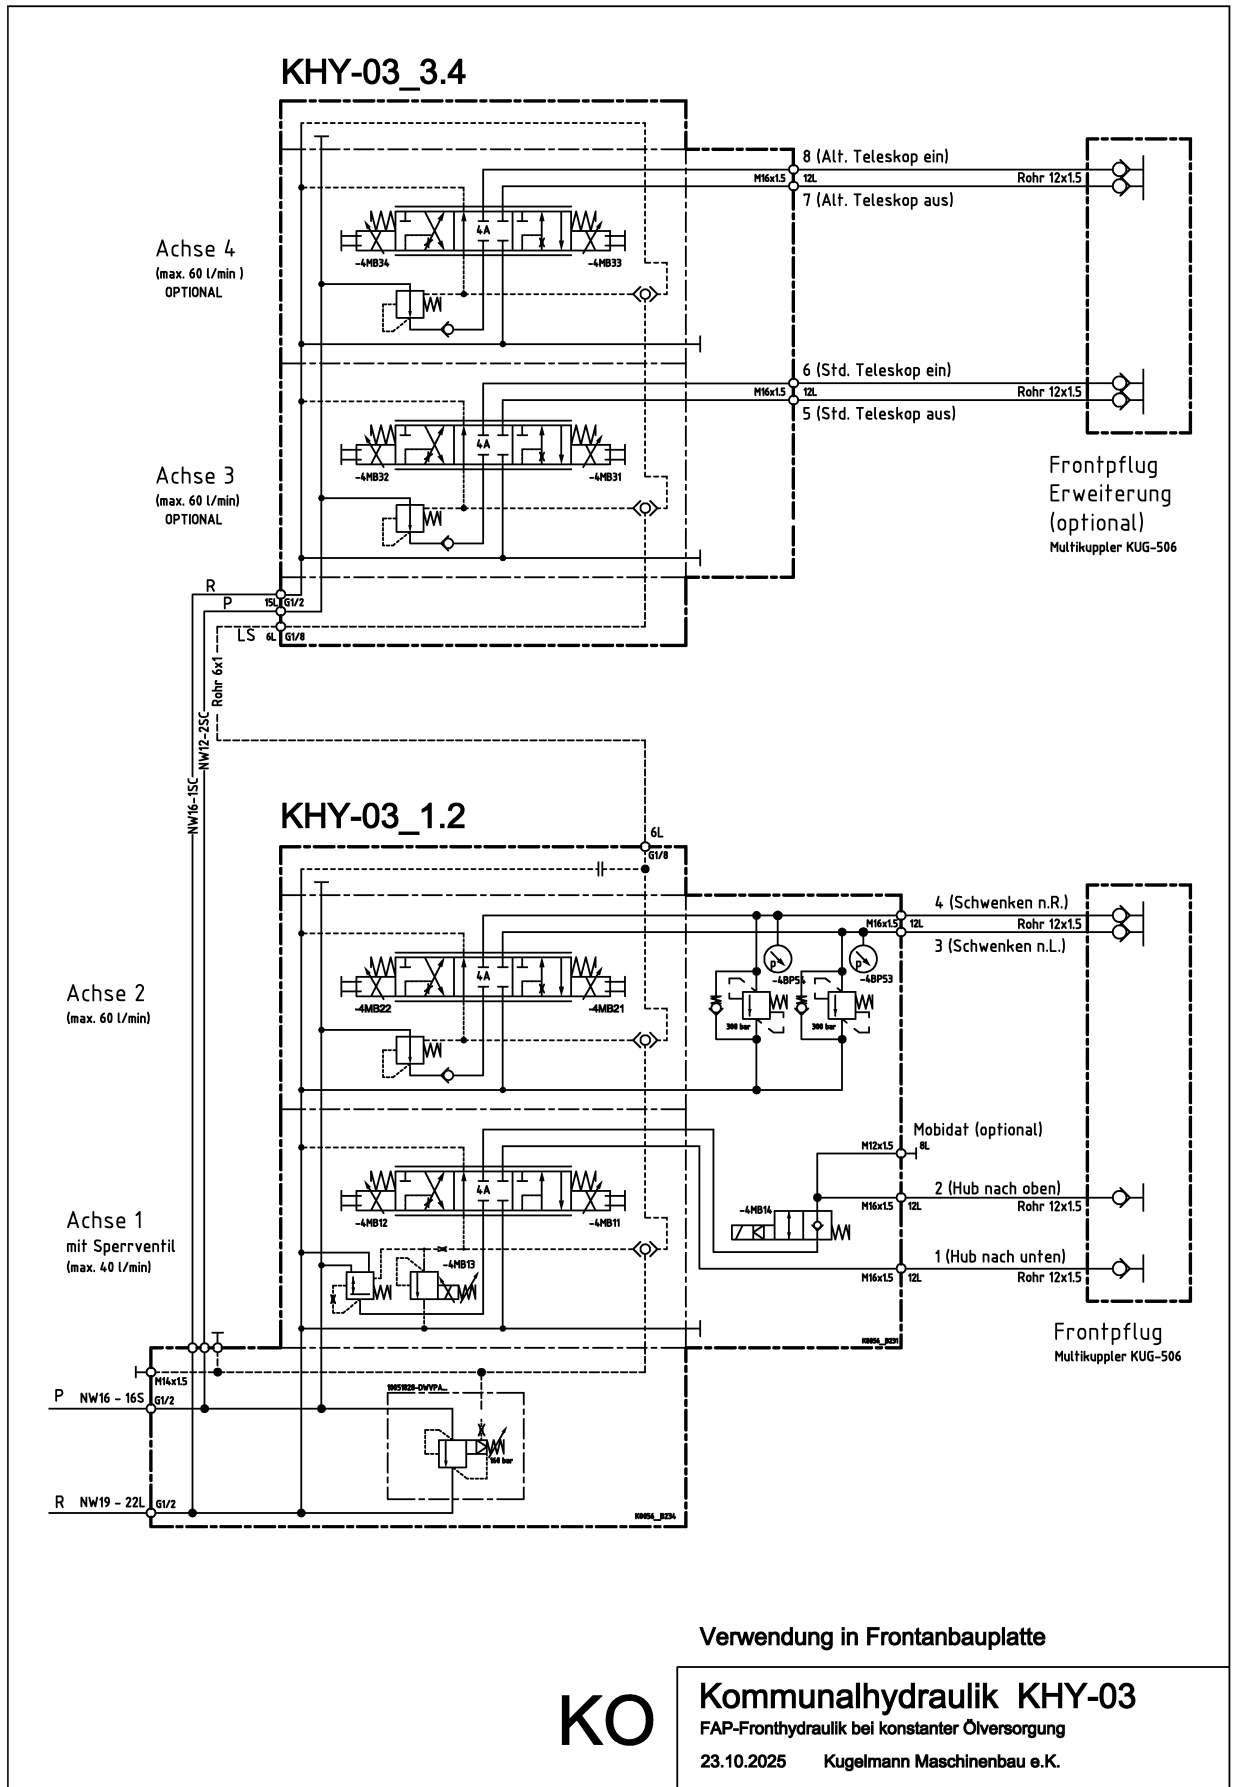 KHY-03_3.4
8 (Alt. Teleskop ein)
M16x1.5
12L
Rohr 12x1.5
7 (Alt. Teleskop aus)
4A
-4MB34
-4MB33
Achse 4
(max. 60 l/min )
OPTIONAL
6 (Std. Teleskop ein)
M16x1.5
12L
Rohr 12x1.5
5 (Std. Teleskop aus)
4A
-4MB32
-4MB31
Achse 3
(max. 60 l/min)
OPTIONAL
Frontpflug
Erweiterung
(optional)
Multikuppler KUG-506
R
P
15L
G1/2
LS
6L
G1/8
Rohr 6x1
NW12-2SC
NW16-1SC
KHY-03_1.2
6L
G1/8
4 (Schwenken n.R.)
M16x1.5
12L
Rohr 12x1.5
3 (Schwenken n.L.)
p
p
-4BP54
-4BP53
300 bar
300 bar
4A
-4MB22
-4MB21
Achse 2
(max. 60 l/min)
Mobidat (optional)
M12x1.5
8L
2 (Hub nach oben)
M16x1.5
12L
Rohr 12x1.5
-4MB14
4A
-4MB12
-4MB11
Achse 1
mit Sperrventil
(max. 40 l/min)
-4MB13
1 (Hub nach unten)
M16x1.5
12L
Rohr 12x1.5
K0056_B231
Frontpflug
Multikuppler KUG-506
M14x1.5
P
NW16 - 16S
G1/2
10051020-DWVPA...
160 bar
R
NW19 - 22L
G1/2
K0056_B234
Verwendung in Frontanbauplatte
KO
Kommunalhydraulik KHY-03
FAP-Fronthydraulik bei konstanter Ölversorgung
23.10.2025
Kugelmann Maschinenbau e.K.